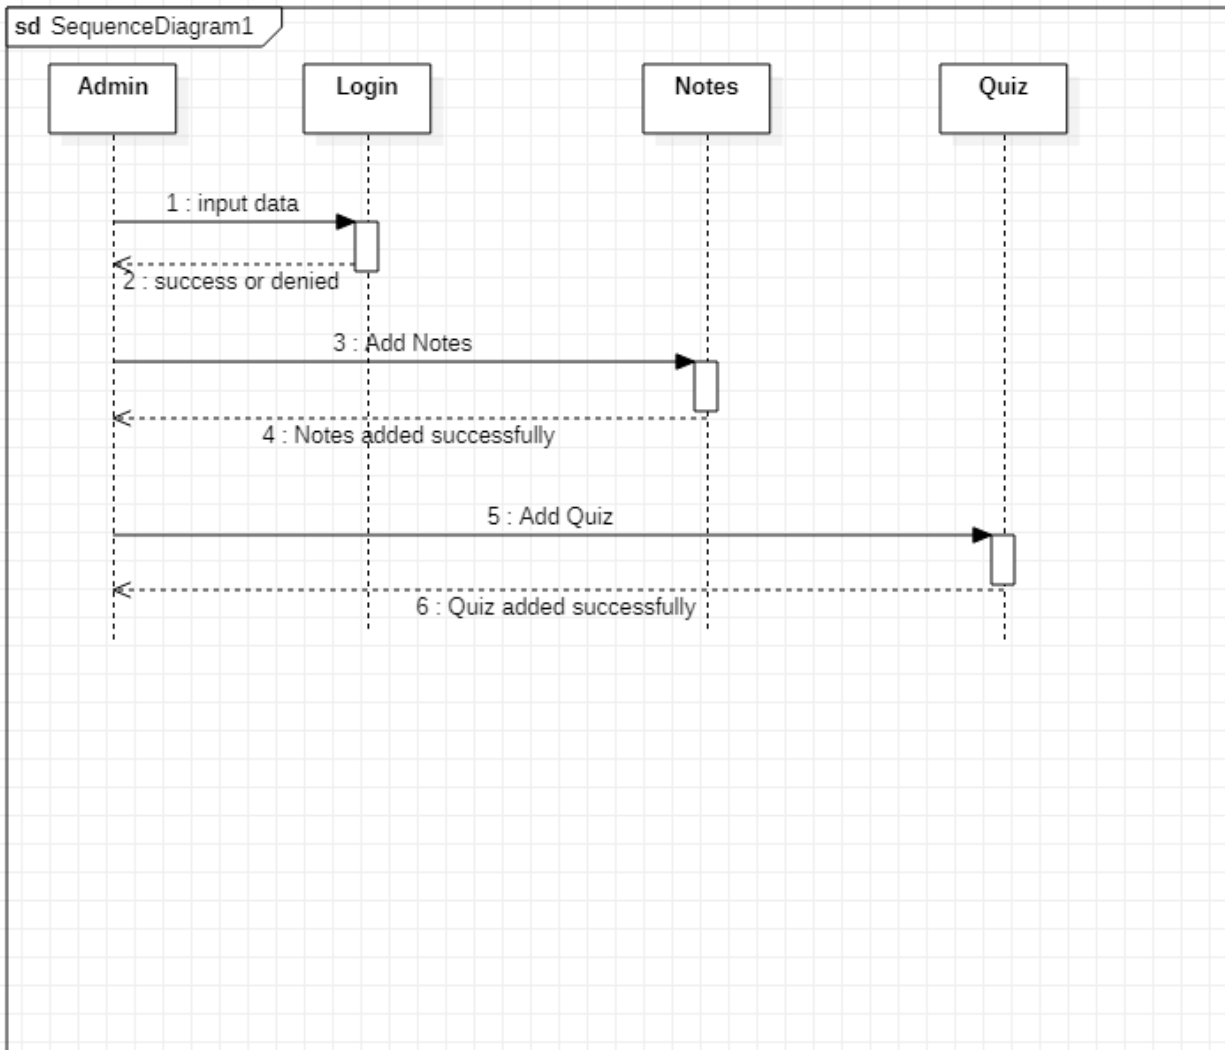 sd SequenceDiagram1
Admin
Login
Notes
Quiz
1 : input data
2 : success or denied
3 : Add Notes
4 : Notes added successfully
5 : Add Quiz
6 : Quiz added successfully